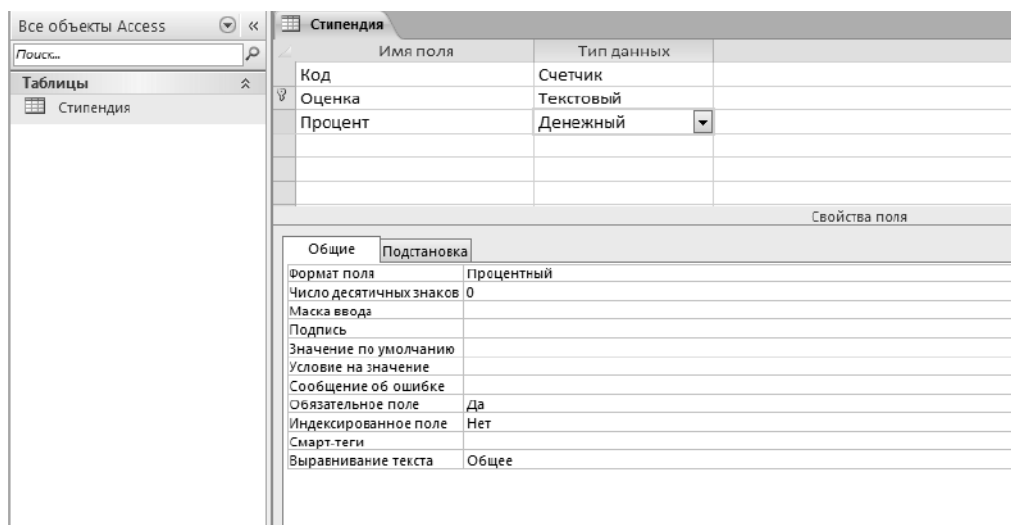 Все объекты Access
Поиск...
Таблицы
Стипендия
Стипендия
Имя поля Тип данных
Код Счетчик
Оценка Текстовый
Процент Денежный
Свойства поля
Общие Подстановка
Формат поля Процентный
Число десятичных знаков 0
Маска ввода
Подпись
Значение по умолчанию
Условие на значение
Сообщение об ошибке
Обязательное поле Да
Индексированное поле Нет
Смарт-теги
Выравнивание текста Общее